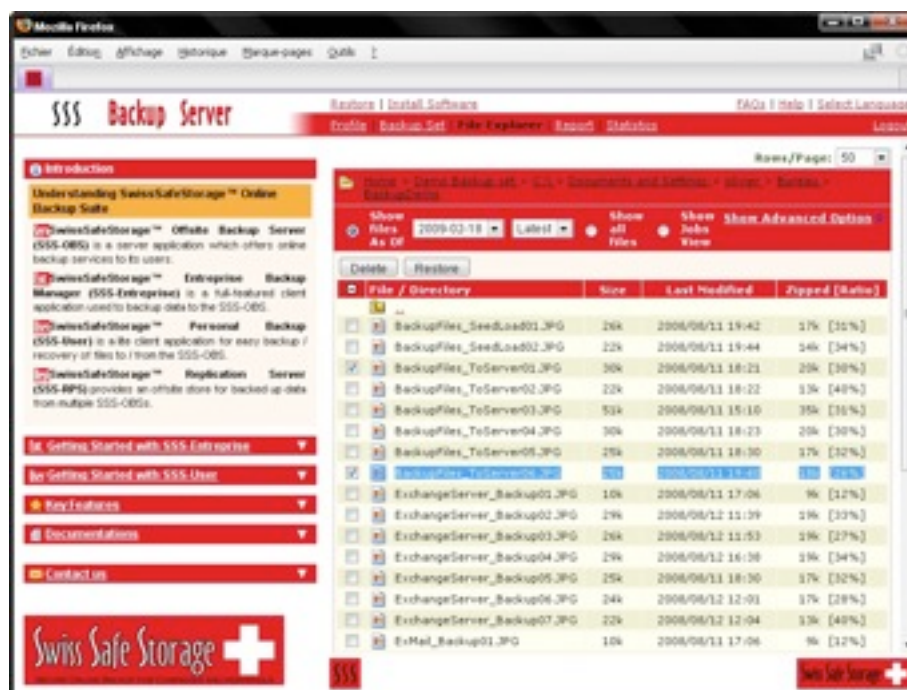 Mozilla Firefox
Fichier Édition Affichage Historique Marque-pages Outils ?
SSS Backup Server
Restore | Install Software
FAQs | Help | Select Language
Profile | Backup Set | File Explorer | Report | Statistics
Logout
Introduction
Understanding SwissSafeStorage™ Online
Backup Suite
SwissSafeStorage™ Offsite Backup Server
(SSS-OBS) is a server application which offers online
backup services to its users.
SwissSafeStorage™ Entreprise Backup
Manager (SSS-Entreprise) is a full-featured client
application used to backup data to the SSS-OBS.
SwissSafeStorage™ Personal Backup
(SSS-User) is a lite client application for easy backup /
recovery of files to / from the SSS-OBS.
SwissSafeStorage™ Replication Server
(SSS-RPS) provides an offsite store for backed up data
from multiple SSS-OBSs.
Getting Started with SSS-Entreprise
Getting Started with SSS-User
Key Features
Documentations
Contact us
Swiss Safe Storage
Rows/Page: 50
Home > Demo Backup set > C:\ > Documents and Settings > > Bureau >
Show files As Of 2009-02-18 Latest Show all files Show Jobs View Show Advanced Option
Delete Restore
File / Directory Size Last Modified Zipped [Ratio]
..
BackupFiles_SeedLoad01.JPG 26k 2008/08/11 19:42 17k [31%]
BackupFiles_SeedLoad02.JPG 22k 2008/08/11 19:44 14k [34%]
BackupFiles_ToServer01.JPG 30k 2008/08/11 18:21 20k [30%]
BackupFiles_ToServer02.JPG 22k 2008/08/11 18:22 13k [40%]
BackupFiles_ToServer03.JPG 51k 2008/08/11 15:10 35k [31%]
BackupFiles_ToServer04.JPG 30k 2008/08/11 18:23 20k [30%]
BackupFiles_ToServer05.JPG 25k 2008/08/11 18:30 17k [32%]
BackupFiles_ToServer06.JPG
ExchangeServer_Backup01.JPG 10k 2008/08/11 17:06 9k [12%]
ExchangeServer_Backup02.JPG 29k 2008/08/12 11:39 19k [33%]
ExchangeServer_Backup03.JPG 26k 2008/08/12 11:53 19k [27%]
ExchangeServer_Backup04.JPG 29k 2008/08/12 16:38 19k [34%]
ExchangeServer_Backup05.JPG 25k 2008/08/11 18:30 17k [32%]
ExchangeServer_Backup06.JPG 24k 2008/08/12 12:01 17k [28%]
ExchangeServer_Backup07.JPG 22k 2008/08/12 12:04 13k [40%]
ExMail_Backup01.JPG 10k 2008/08/11 17:06 9k [12%]
SSS
Swiss Safe Storage